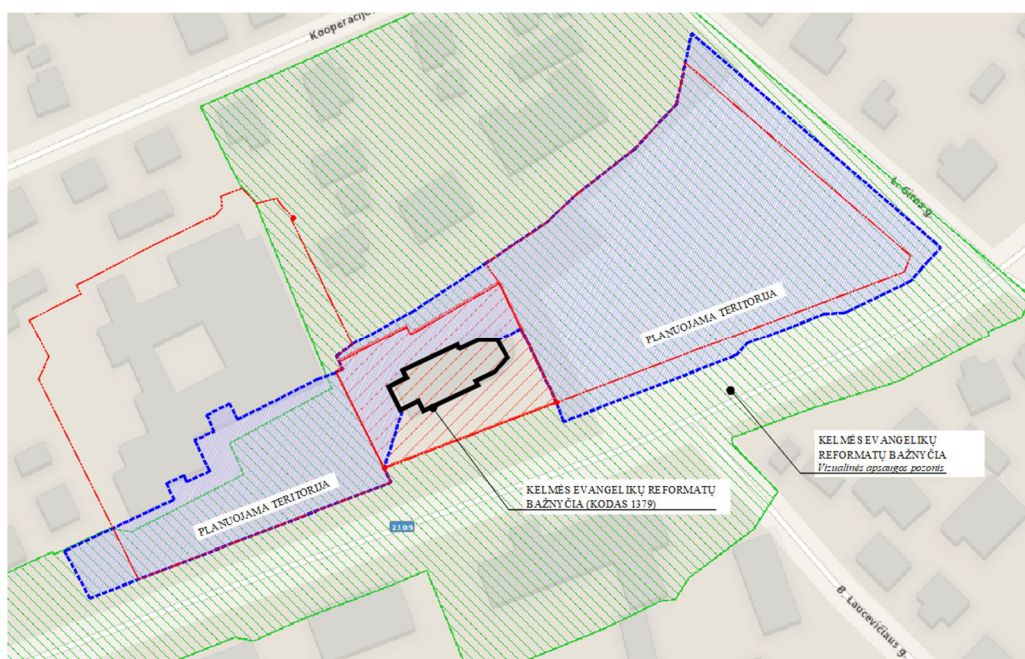 Kooperacijo
L. Giros g.
PLANUOJAMA TERITORIJA
KELMĖS EVANGELIKŲ
REFORMATŲ BAŽNYČIA
Vizualinės apsaugos pozonis
KELMĖS EVANGELIKŲ REFORMATŲ
BAŽNYČIA (KODAS 1379)
PLANUOJAMA TERITORIJA
2106
B. Laucevičiaus g.